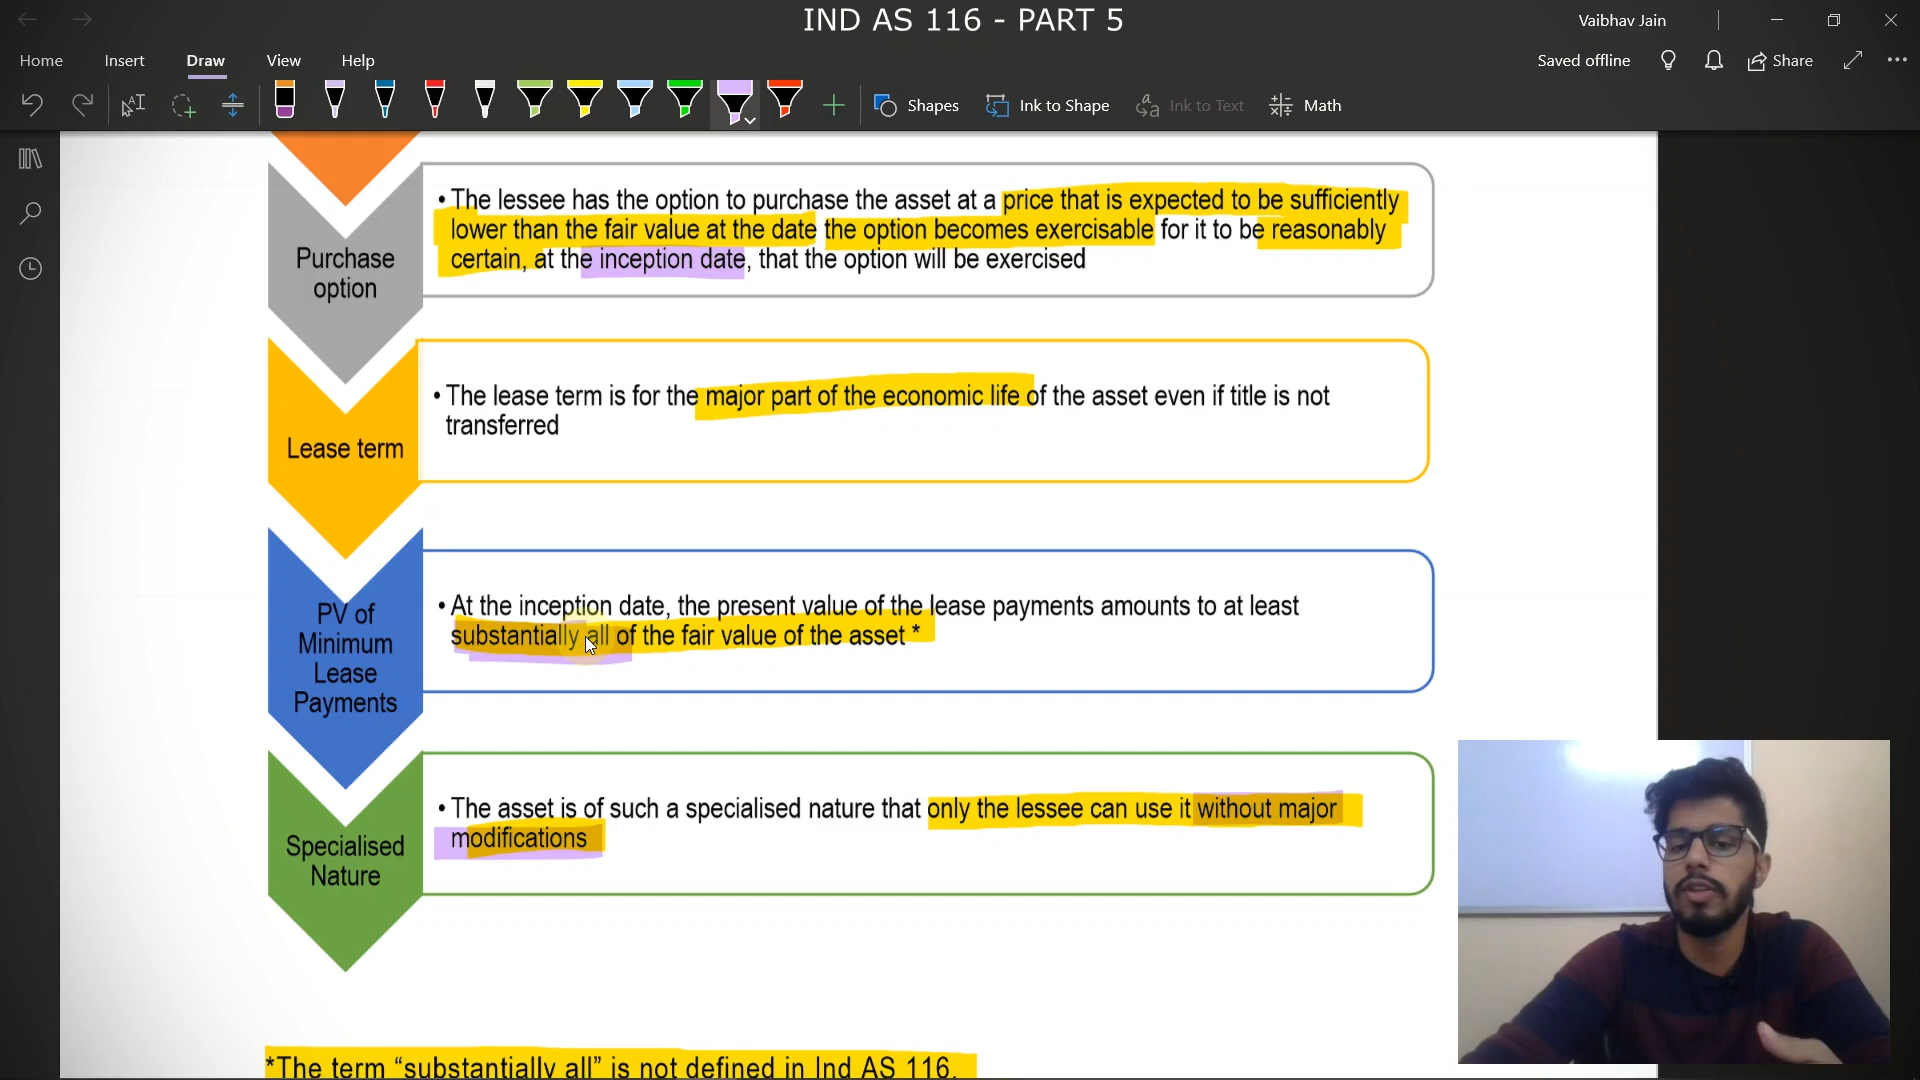 IND AS 116 - PART 5
Vaibhav Jain
Home Insert Draw View Help
Saved offline
Share
Shapes
Ink to Shape
Ink to Text
Math
Purchase
option
• The lessee has the option to purchase the asset at a price that is expected to be sufficiently
lower than the fair value at the date the option becomes exercisable for it to be reasonably
certain, at the inception date, that the option will be exercised
Lease term
• The lease term is for the major part of the economic life of the asset even if title is not
transferred
PV of
Minimum
Lease
Payments
• At the inception date, the present value of the lease payments amounts to at least
substantially all of the fair value of the asset *
Specialised
Nature
• The asset is of such a specialised nature that only the lessee can use it without major
modifications
*The term “substantially all” is not defined in Ind AS 116.